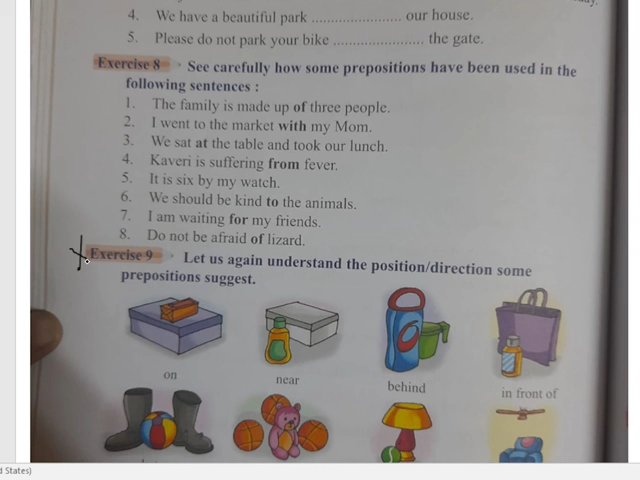 4. We have a beautiful park ...................... our house.
5. Please do not park your bike ...................... the gate.
Exercise 8 See carefully how some prepositions have been used in the
following sentences :
1. The family is made up of three people.
2. I went to the market with my Mom.
3. We sat at the table and took our lunch.
4. Kaveri is suffering from fever.
5. It is six by my watch.
6. We should be kind to the animals.
7. I am waiting for my friends.
8. Do not be afraid of lizard.
Exercise 9 Let us again understand the position/direction some
prepositions suggest.
on near behind in front of
States)